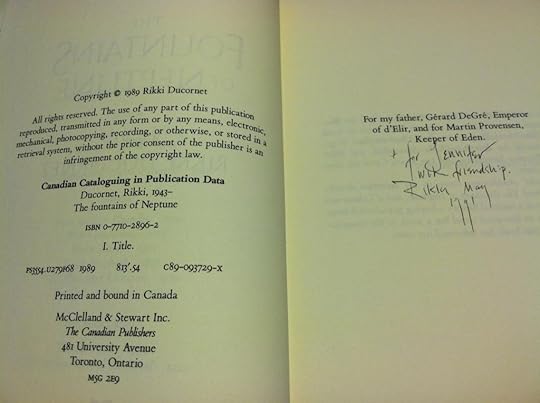 Copyright © 1989 Rikki Ducornet
All rights reserved. The use of any part of this publication
reproduced, transmitted in any form or by any means, electronic,
mechanical, photocopying, recording, or otherwise, or stored in a
retrieval system, without the prior consent of the publisher is an
infringement of the copyright law.
Canadian Cataloguing in Publication Data
Ducornet, Rikki, 1943–
The fountains of Neptune
ISBN 0-7710-2896-2
I. Title.
PS3554.U279F68 1989 813'.54 C89-093729-X
Printed and bound in Canada
McClelland & Stewart Inc.
The Canadian Publishers
481 University Avenue
Toronto, Ontario
M5G 2E9
For my father, Gérard DeGré, Emperor
of d'Elir, and for Martin Provensen,
Keeper of Eden.
+ for Jennifer
with friendship.
Rikki May
1991